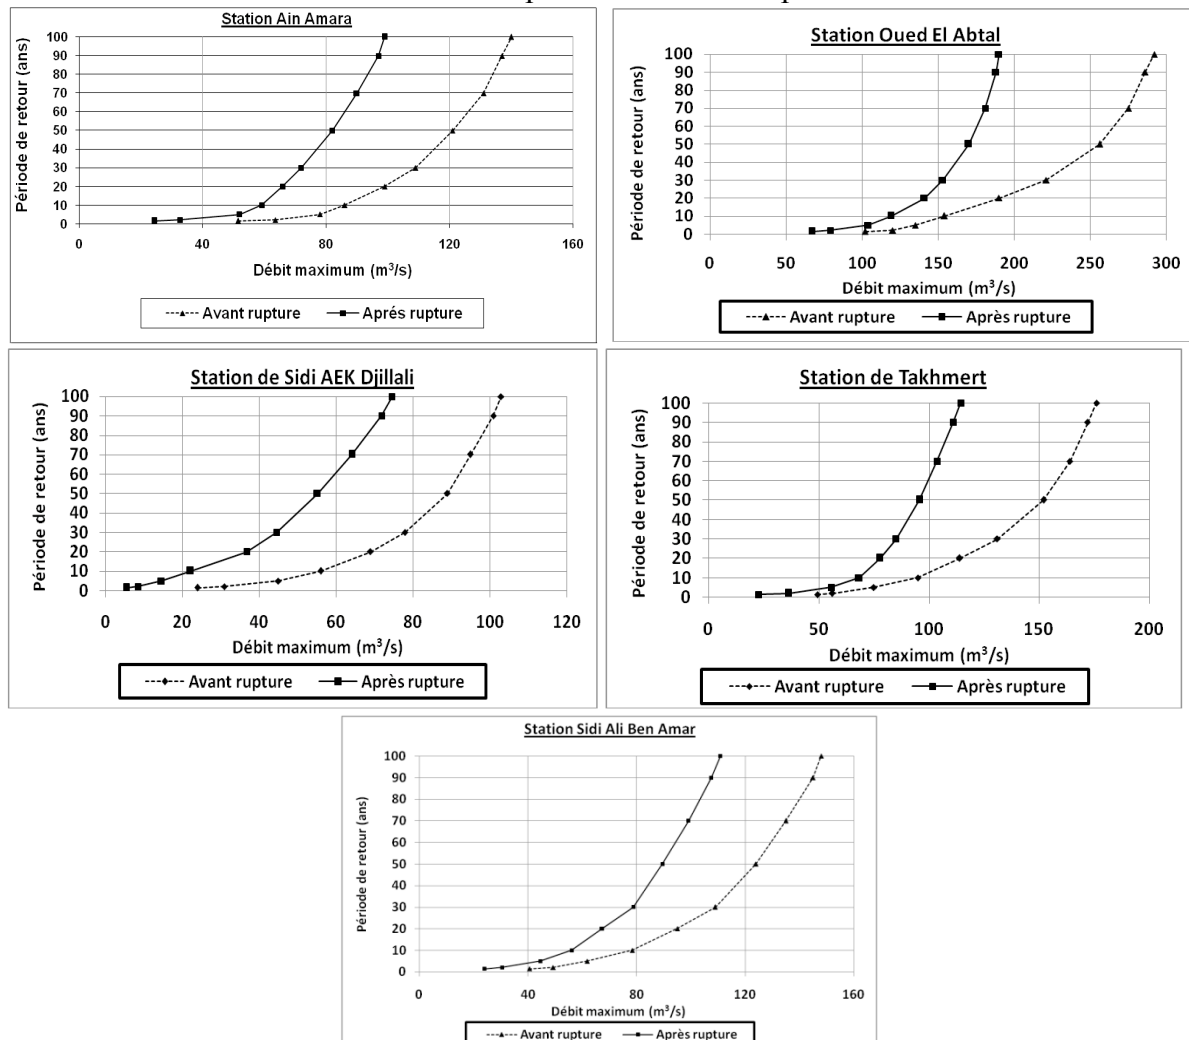 Station Ain Amara
Période de retour (ans)
100
90
80
70
60
50
40
30
20
10
0
0 40 80 120 160
Débit maximum (m³/s)
Avant rupture Aprés rupture
Station Oued El Abtal
Période de retour (ans)
100
90
80
70
60
50
40
30
20
10
0
0 50 100 150 200 250 300
Débit maximum (m³/s)
Avant rupture Après rupture
Station de Sidi AEK Djillali
Période de retour (ans)
100
90
80
70
60
50
40
30
20
10
0
0 20 40 60 80 100 120
Débit maximum (m³/s)
Avant rupture Après rupture
Station de Takhmert
Période de retour (ans)
100
90
80
70
60
50
40
30
20
10
0
0 50 100 150 200
Débit maximum (m³/s)
Avant rupture Après rupture
Station Sidi Ali Ben Amar
Période de retour (ans)
100
90
80
70
60
50
40
30
20
10
0
0 40 80 120 160
Débit maximum (m³/s)
Avant rupture Après rupture